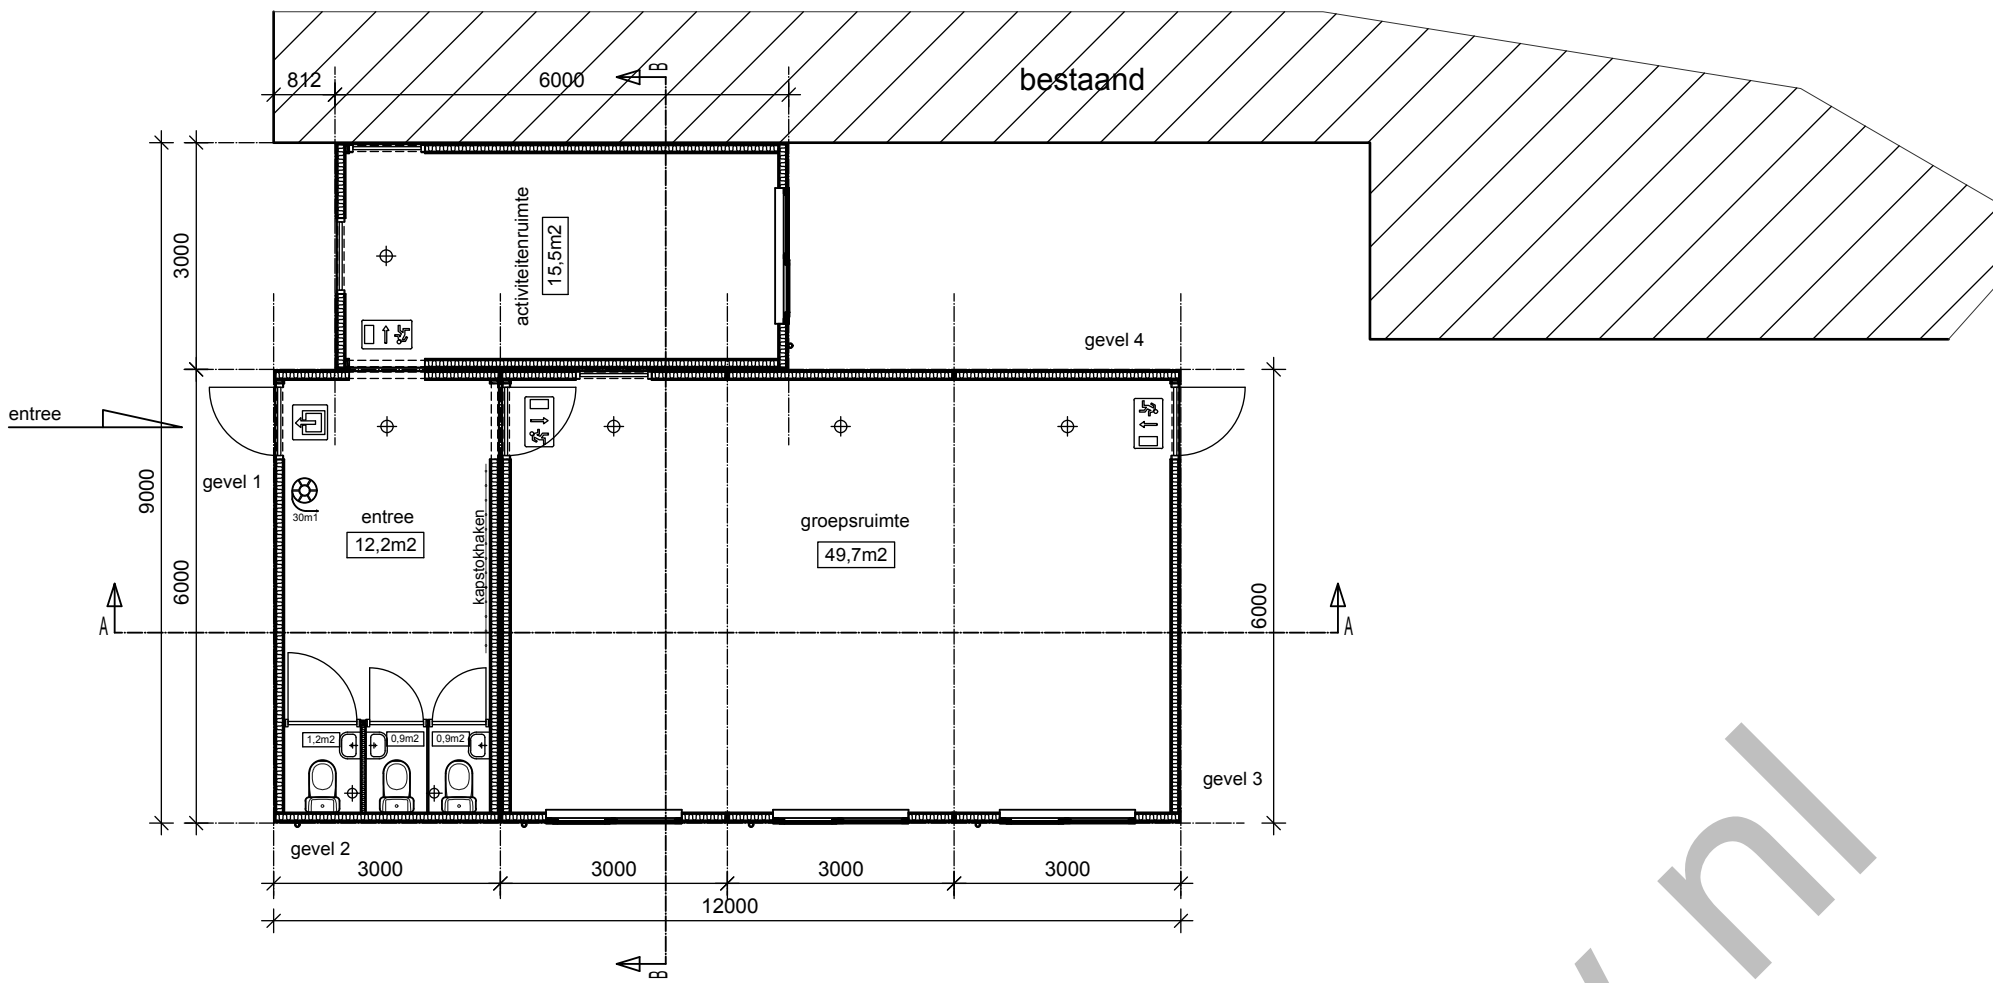 812
6000
B
bestaand
3000
activiteitenruimte
15,5m2
gevel 4
entree
9000
gevel 1
30m1
entree
12,2m2
kapstokhaken
groepsruimte
49,7m2
6000
6000
A
A
1,2m2
0,9m2
0,9m2
gevel 3
gevel 2
3000
3000
3000
3000
12000
B
nl